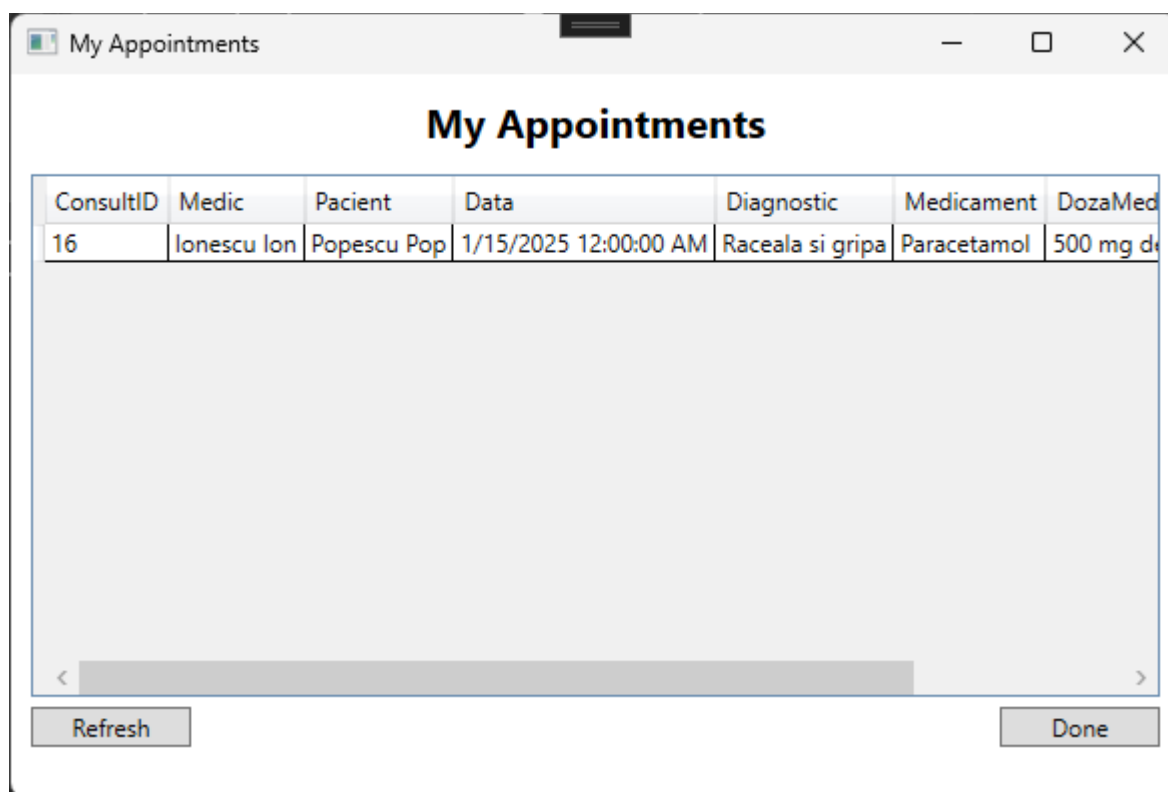 My Appointments
My Appointments
ConsultID Medic Pacient Data Diagnostic Medicament DozaMed
16 Ionescu Ion Popescu Pop 1/15/2025 12:00:00 AM Raceala si gripa Paracetamol 500 mg de
Refresh Done